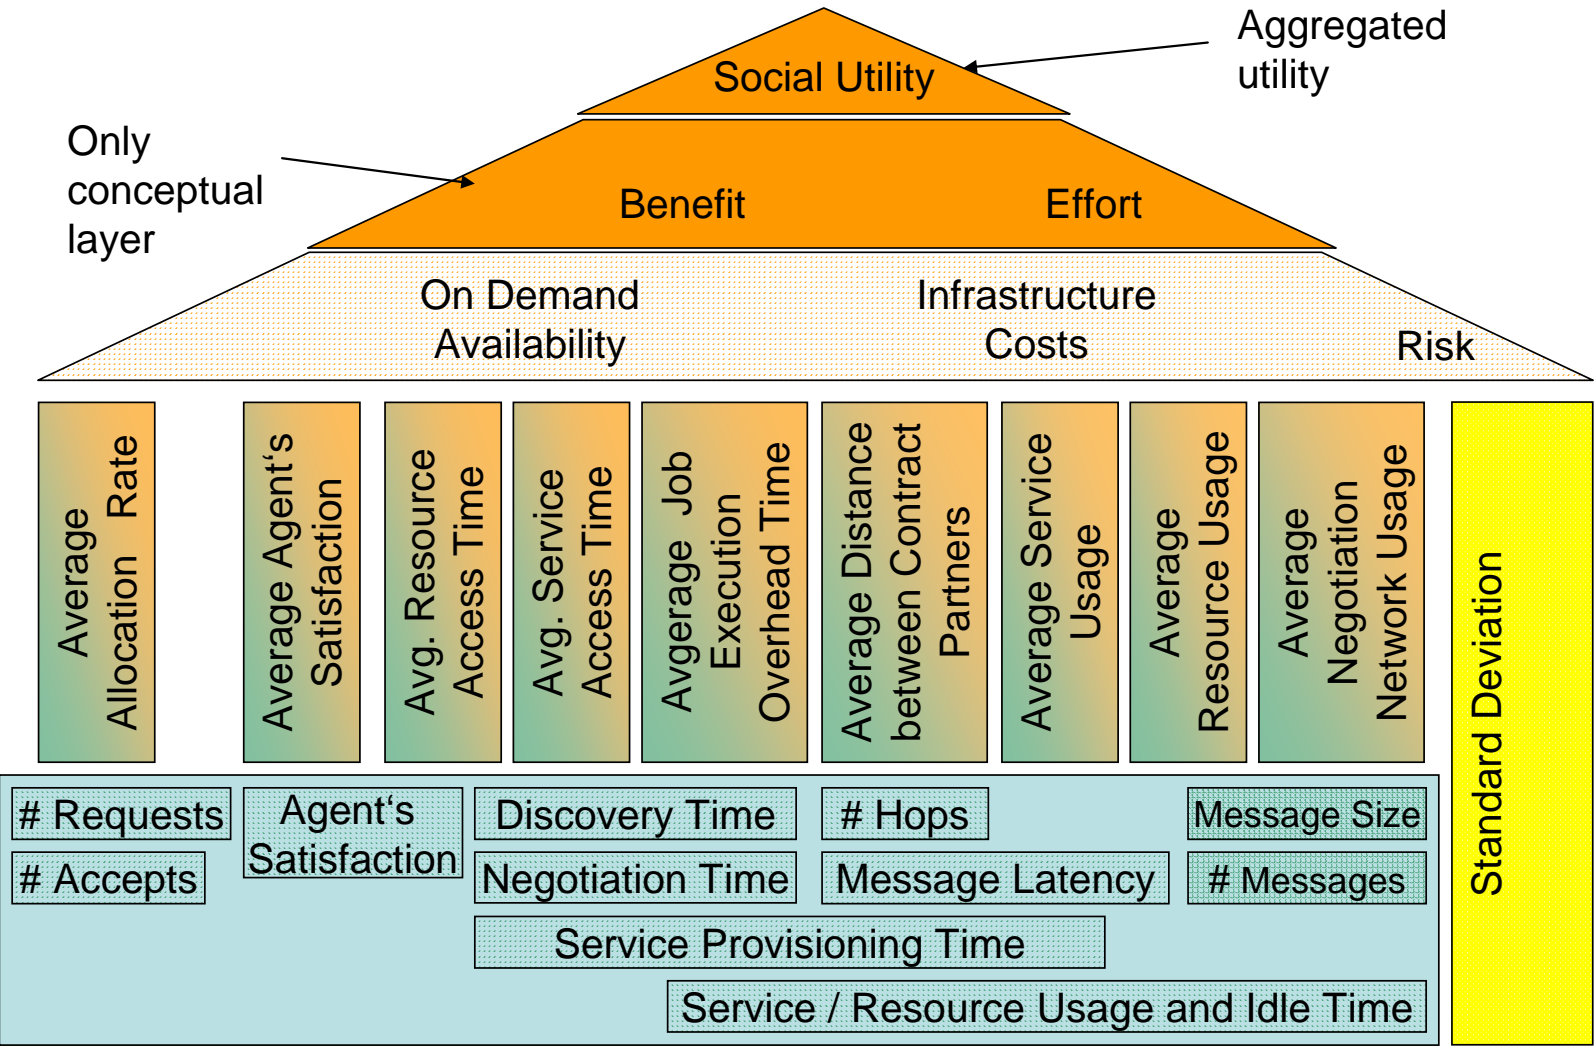 Aggregated
utility
Social Utility
Only
conceptual
layer
Benefit
Effort
On Demand
Availability
Infrastructure
Costs
Risk
Average
Allocation Rate
Average Agent‘s
Satisfaction
Avg. Resource
Access Time
Avg. Service
Access Time
Avgerage Job
Execution
Overhead Time
Average Distance
between Contract
Partners
Average Service
Usage
Average
Resource Usage
Average
Negotiation
Network Usage
Standard Deviation
# Requests
# Accepts
Agent‘s
Satisfaction
Discovery Time
Negotiation Time
# Hops
Message Latency
Message Size
# Messages
Service Provisioning Time
Service / Resource Usage and Idle Time